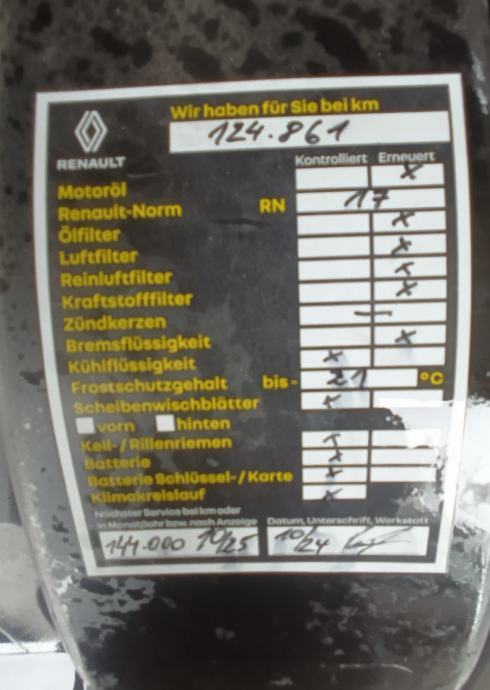 Wir haben für Sie bei km
RENAULT
124.861
Kontrolliert Erneuert
Motoröl x
Renault-Norm RN 17
Ölfilter x
Luftfilter x
Reinluftfilter x
Kraftstofffilter x
Zündkerzen —
Bremsflüssigkeit x
Kühlflüssigkeit x
Frostschutzgehalt bis- 21 °C
Scheibenwischblätter x
vorn hinten
Keil-/Rillenriemen x
Batterie x
Batterie Schlüssel-/Karte x
Klimakreislauf x
Nächster Service bei km oder
in Monat/Jahr bzw. nach Anzeige
Datum, Unterschrift, Werkstatt
144.000 10/25
10/24